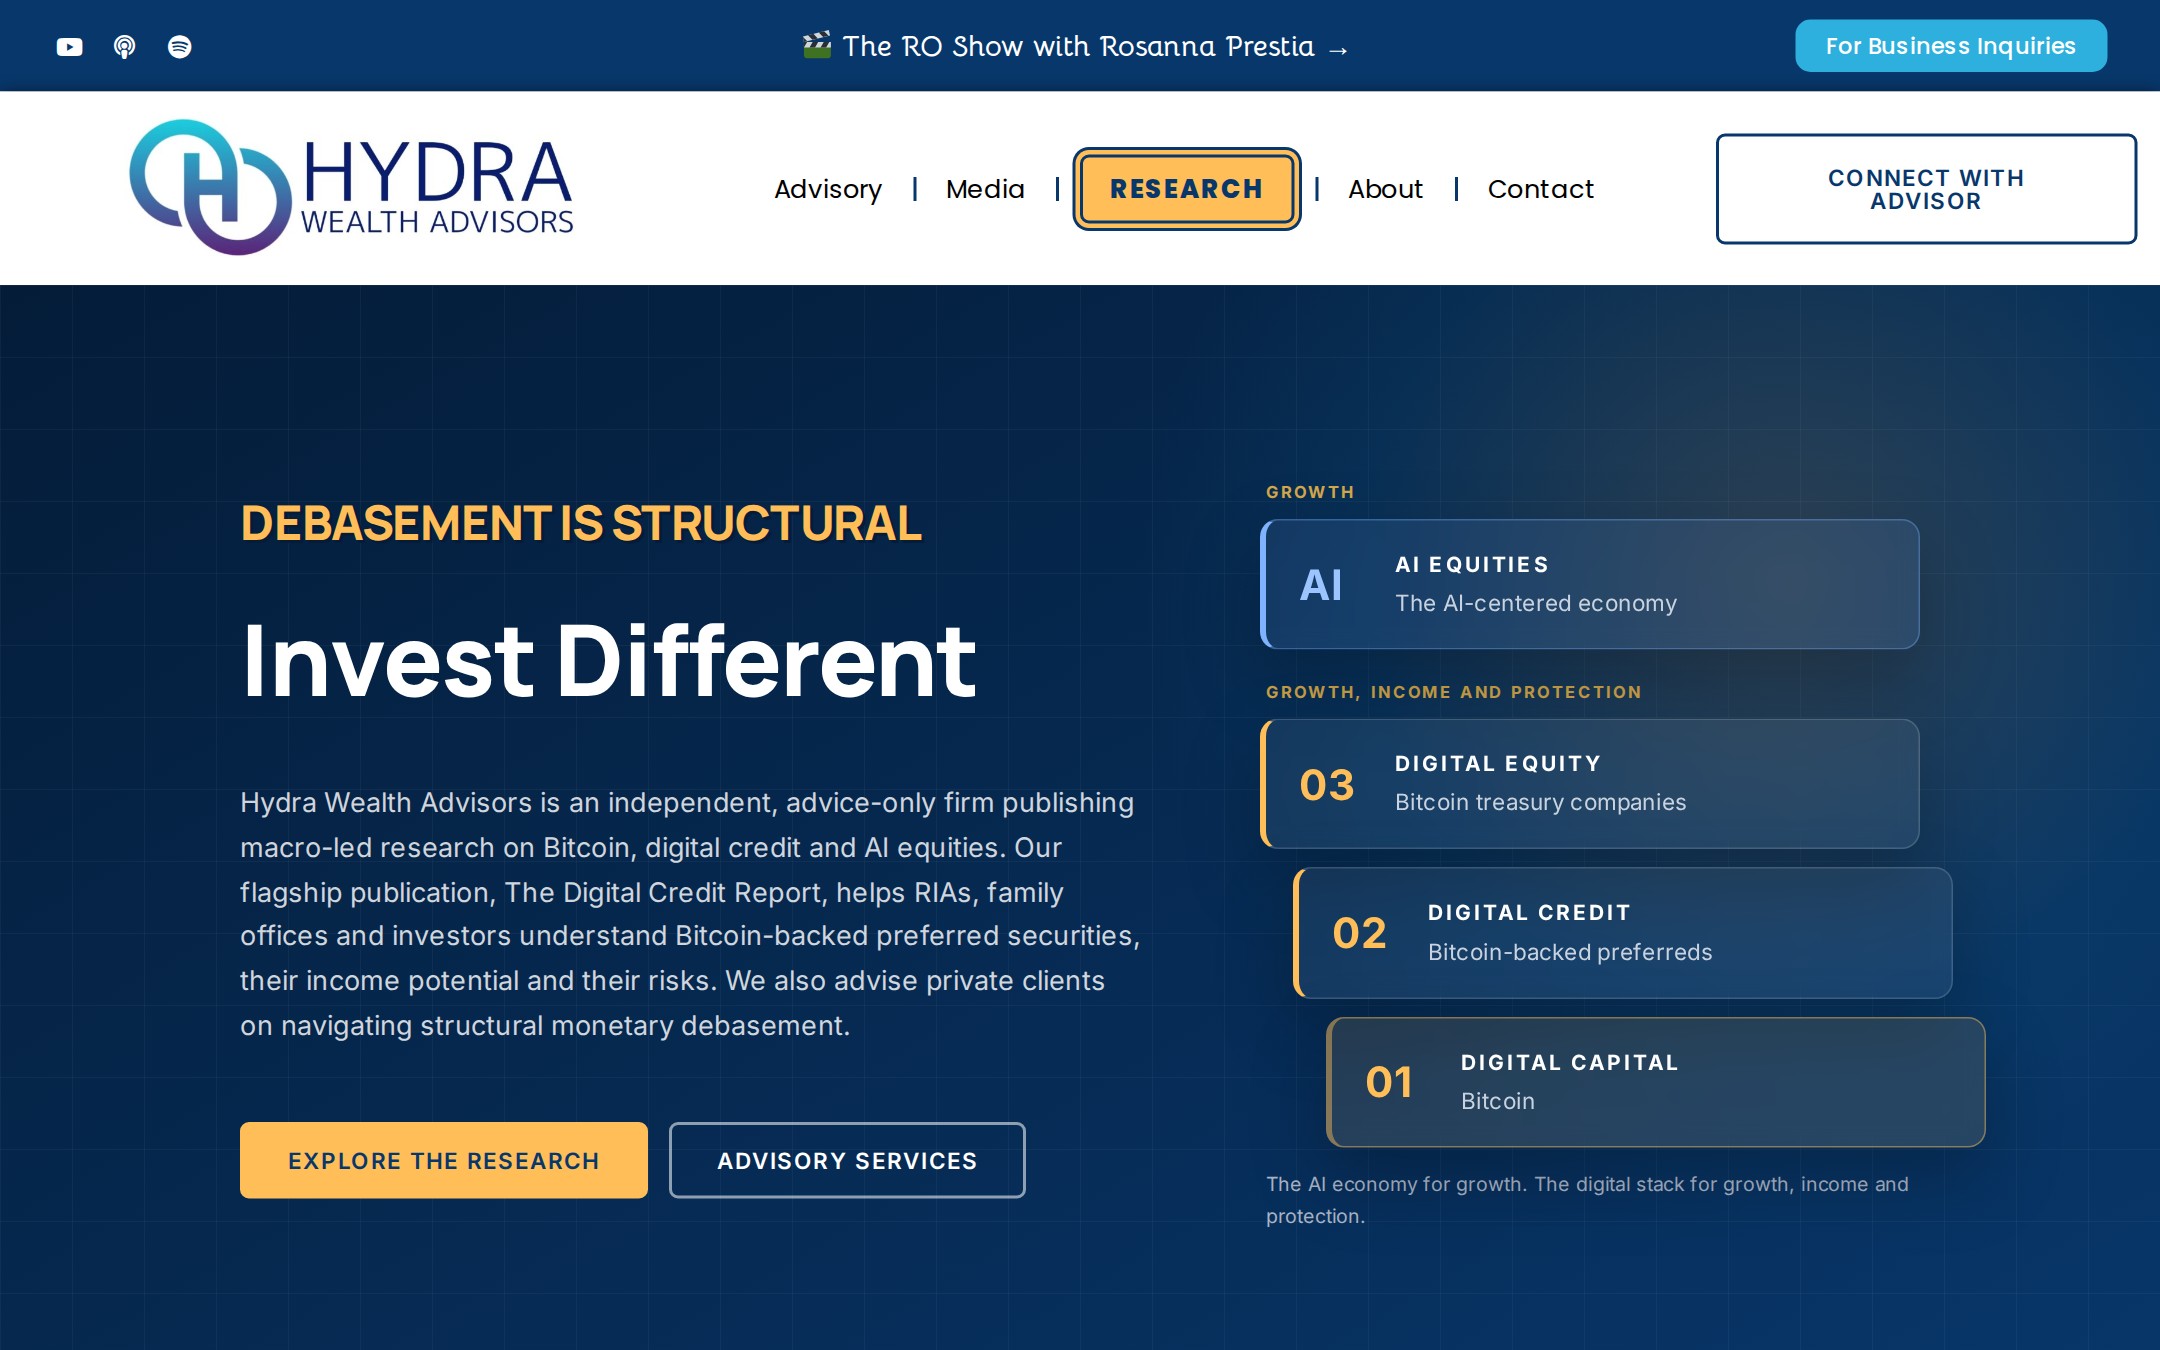 The RO Show with Rosanna Prestia →
For Business Inquiries
HYDRA
WEALTH ADVISORS
Advisory | Media | RESEARCH | About | Contact
CONNECT WITH
ADVISOR
DEBASEMENT IS STRUCTURAL
Invest Different
Hydra Wealth Advisors is an independent, advice-only firm publishing
macro-led research on Bitcoin, digital credit and AI equities. Our
flagship publication, The Digital Credit Report, helps RIAs, family
offices and investors understand Bitcoin-backed preferred securities,
their income potential and their risks. We also advise private clients
on navigating structural monetary debasement.
EXPLORE THE RESEARCH
ADVISORY SERVICES
GROWTH
AI
AI EQUITIES
The AI-centered economy
GROWTH, INCOME AND PROTECTION
03
DIGITAL EQUITY
Bitcoin treasury companies
02
DIGITAL CREDIT
Bitcoin-backed preferreds
01
DIGITAL CAPITAL
Bitcoin
The AI economy for growth. The digital stack for growth, income and
protection.